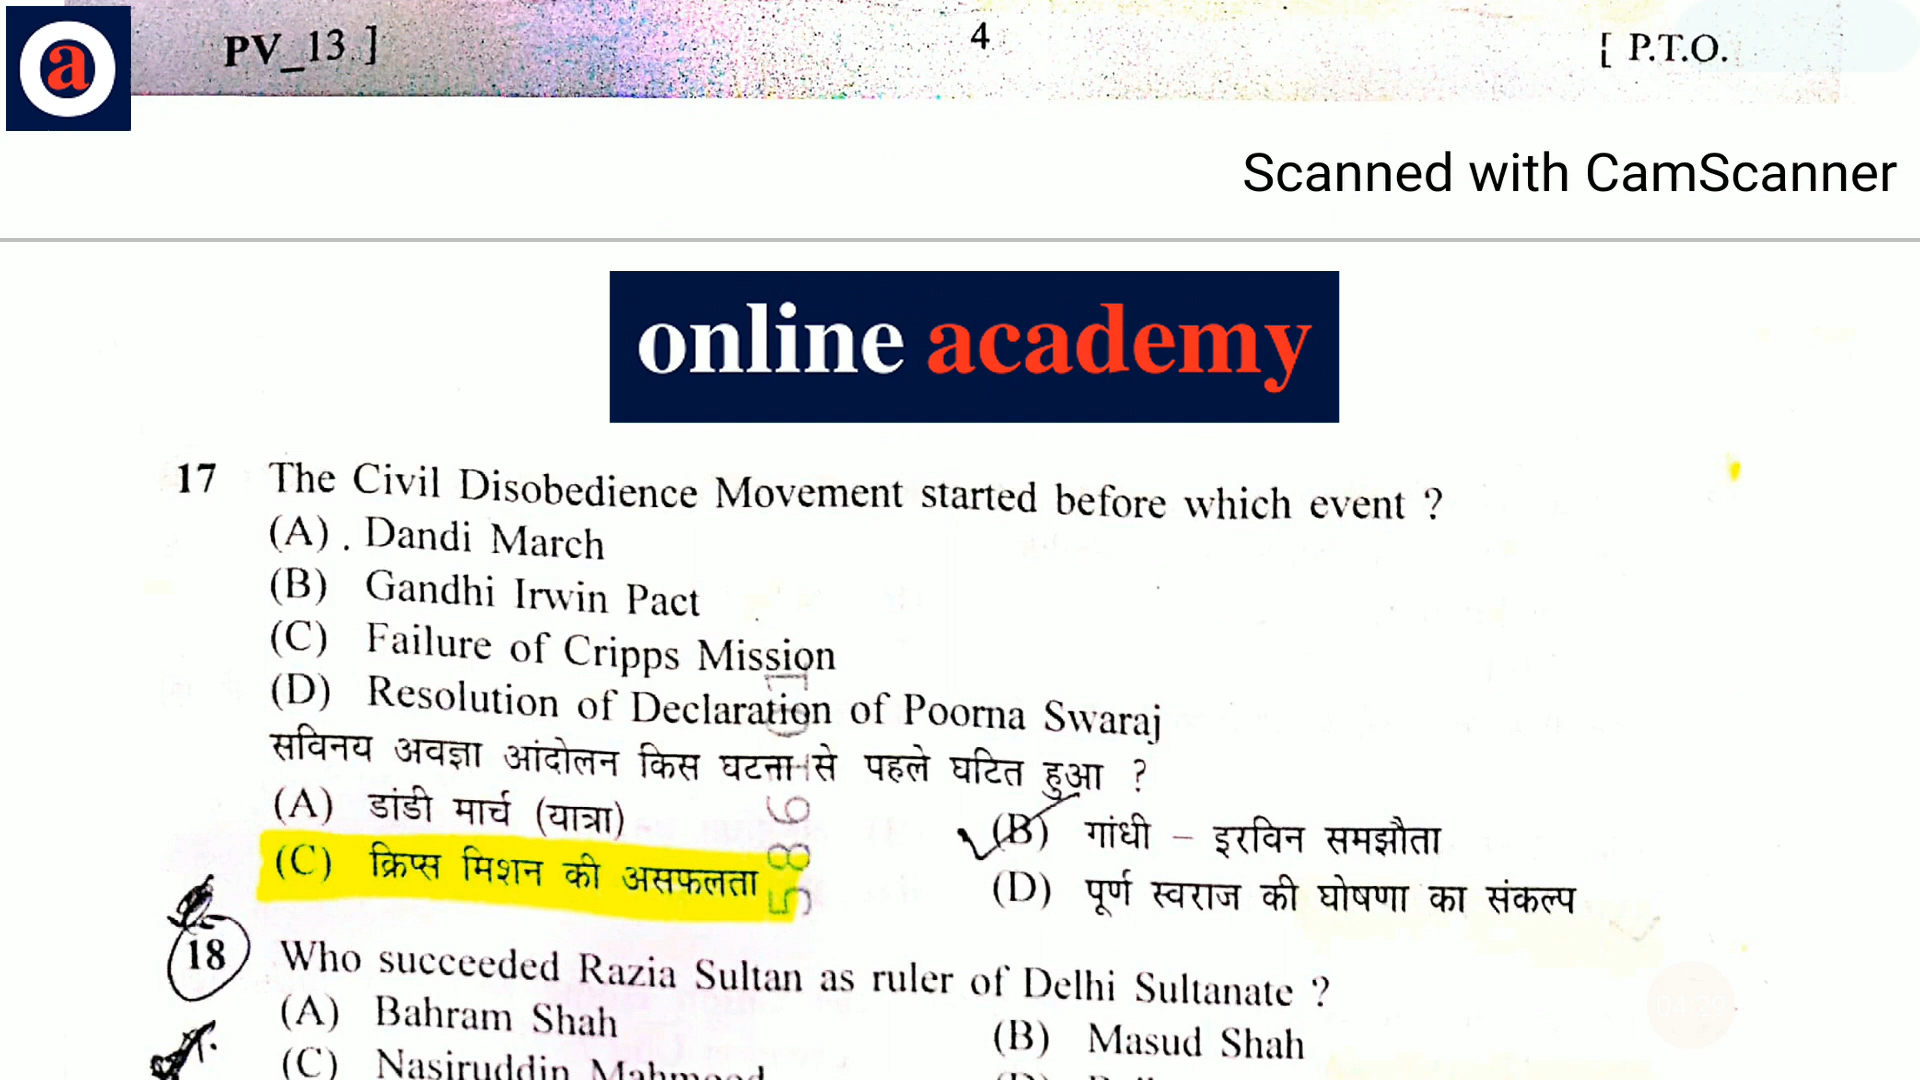 a
PV_13 ]
4
[ P.T.O.
Scanned with CamScanner
online academy
17 The Civil Disobedience Movement started before which event ?
(A) . Dandi March
(B) Gandhi Irwin Pact
(C) Failure of Cripps Mission
(D) Resolution of Declaration of Poorna Swaraj
सविनय अवज्ञा आंदोलन किस घटना से पहले घटित हुआ ?
(A) डांडी मार्च (यात्रा)
(B) गांधी – इरविन समझौता
(C) क्रिप्स मिशन की असफलता
(D) पूर्ण स्वराज की घोषणा का संकल्प
18 Who succeeded Razia Sultan as ruler of Delhi Sultanate ?
(A) Bahram Shah
(B) Masud Shah
(C) Nasiruddin Mahmood